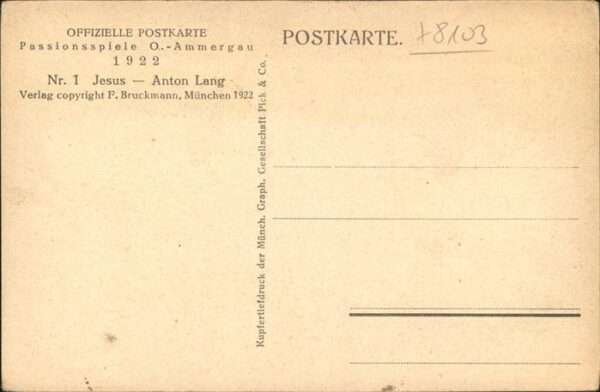 OFFIZIELLE POSTKARTE
Passionsspiele O.-Ammergau
1922
Nr. 1 Jesus — Anton Lang
Verlag copyright F. Bruckmann, München 1922
POSTKARTE.
78103
Kupfertiefdruck der Münch. Graph. Gesellschaft Pick & Co.